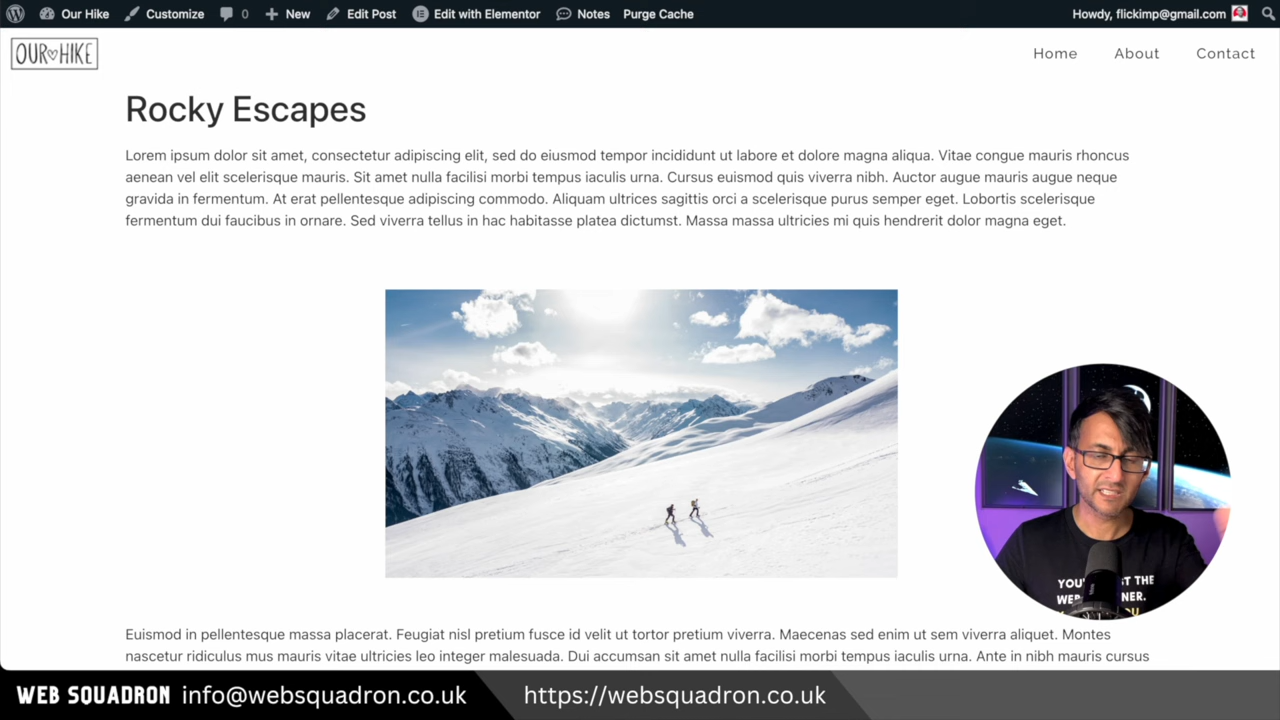 Our Hike Customize 0 New Edit Post Edit with Elementor Notes Purge Cache Howdy, flickimp@gmail.com
OUR HIKE Home About Contact
Rocky Escapes
Lorem ipsum dolor sit amet, consectetur adipiscing elit, sed do eiusmod tempor incididunt ut labore et dolore magna aliqua. Vitae congue mauris rhoncus
aenean vel elit scelerisque mauris. Sit amet nulla facilisi morbi tempus iaculis urna. Cursus euismod quis viverra nibh. Auctor augue mauris augue neque
gravida in fermentum. At erat pellentesque adipiscing commodo. Aliquam ultrices sagittis orci a scelerisque purus semper eget. Lobortis scelerisque
fermentum dui faucibus in ornare. Sed viverra tellus in hac habitasse platea dictumst. Massa massa ultricies mi quis hendrerit dolor magna eget.
THE
Euismod in pellentesque massa placerat. Feugiat nisl pretium fusce id velit ut tortor pretium viverra. Maecenas sed enim ut sem viverra aliquet. Montes
nascetur ridiculus mus mauris vitae ultricies leo integer malesuada. Dui accumsan sit amet nulla facilisi morbi tempus iaculis urna. Ante in nibh mauris cursus
WEB SQUADRON info@websquadron.co.uk https://websquadron.co.uk